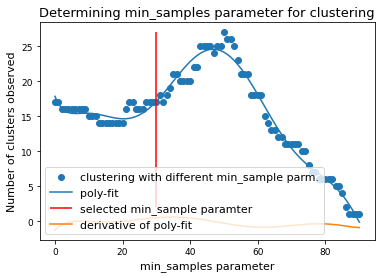 Determining min_samples parameter for clustering
Number of clusters observed
25
20
15
10
5
0
clustering with different min_sample parm.
poly-fit
selected min_sample paramter
derivative of poly-fit
0 20 40 60 80
min_samples parameter